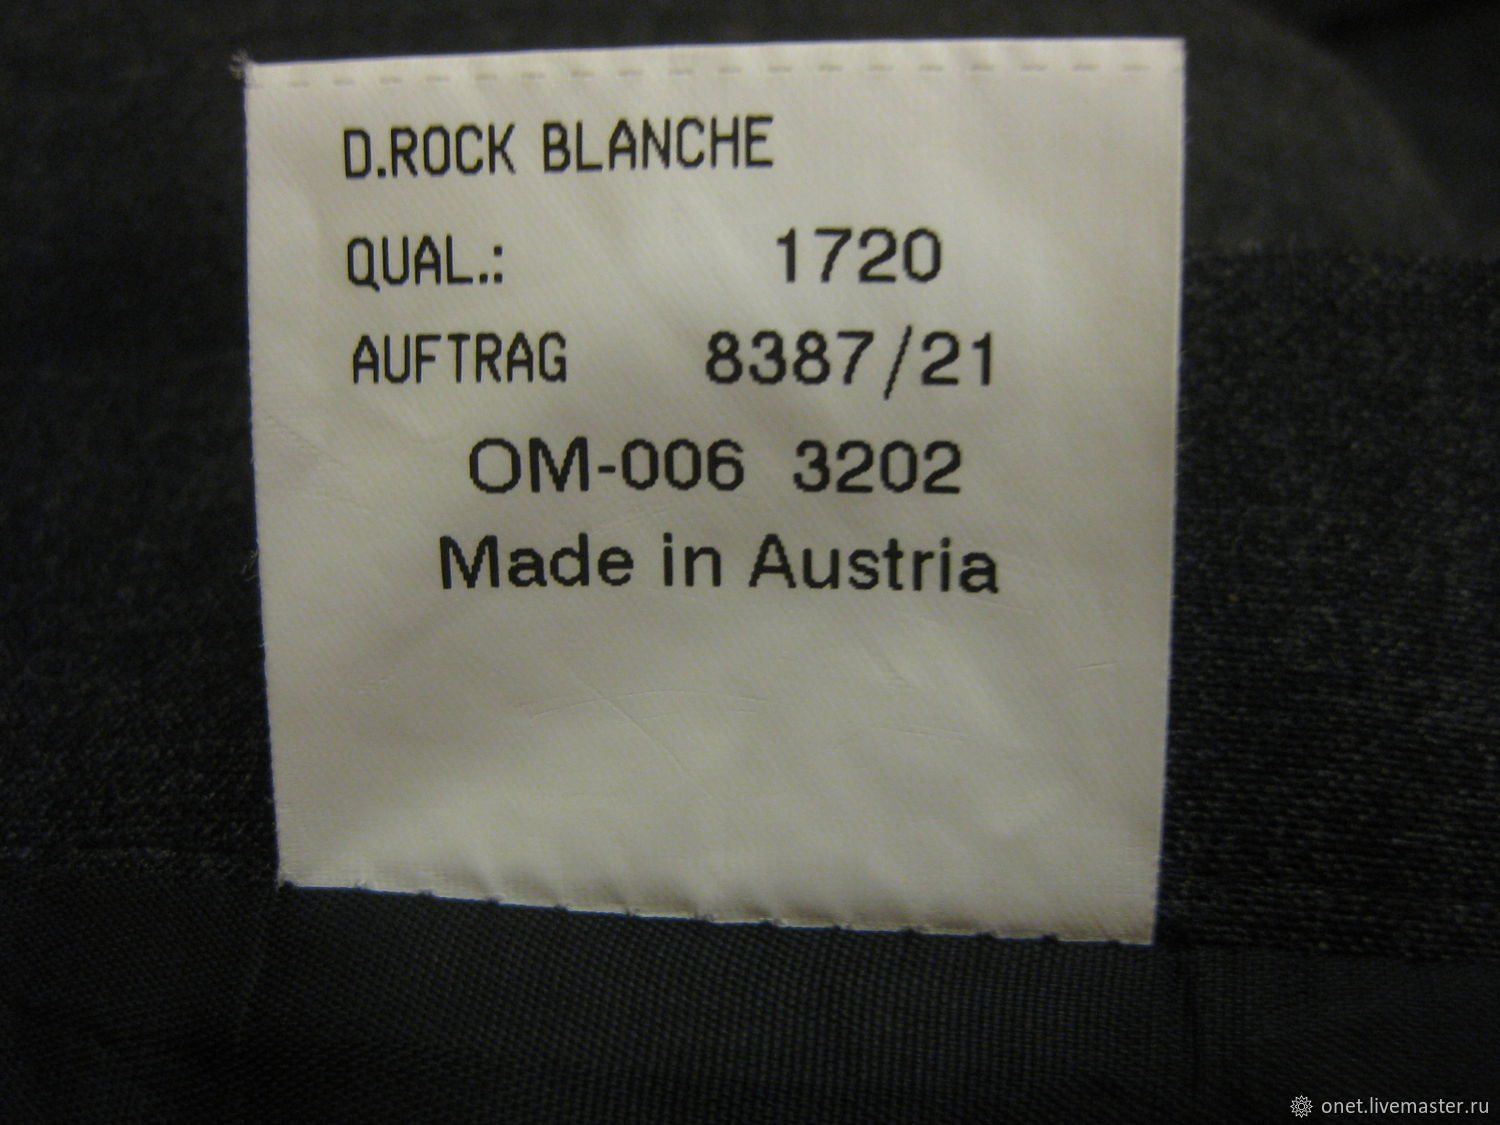 D.ROCK BLANCHE
QUAL.: 1720
AUFTRAG 8387/21
OM-006 3202
Made in Austria
onet.livemaster.ru